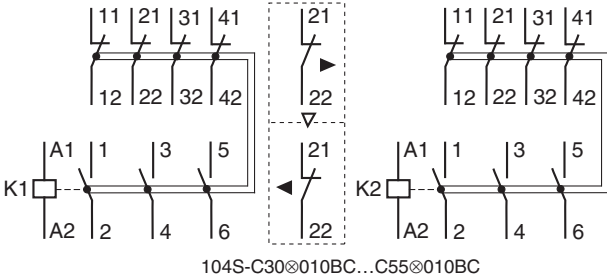 11 21 31 41 21 11 21 31 41
12 22 32 42 22 12 22 32 42
A1 1 3 5 21 A1 1 3 5
K1 K2
A2 2 4 6 22 A2 2 4 6
104S-C30⊗010BC...C55⊗010BC